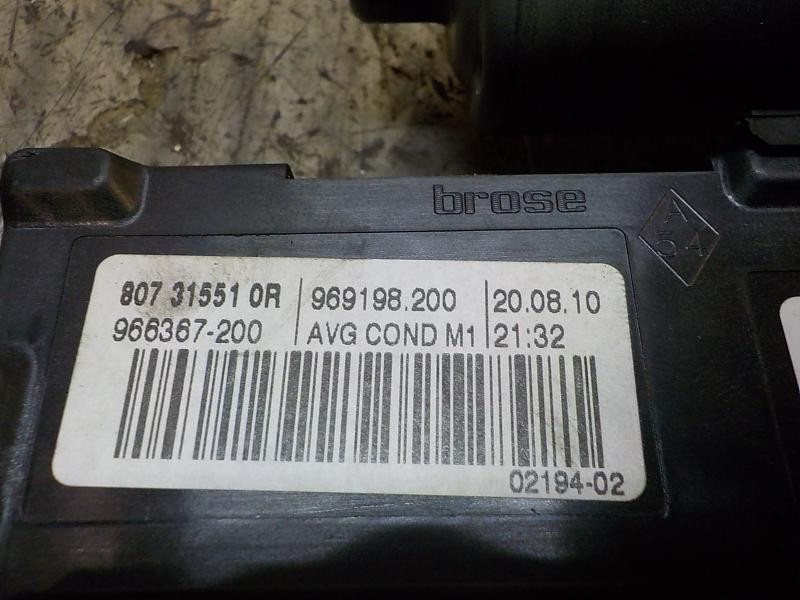 brose
A
54
807 31551 0R 969198.200 20.08.10
966367-200 AVG COND M1 21:32
02194-02